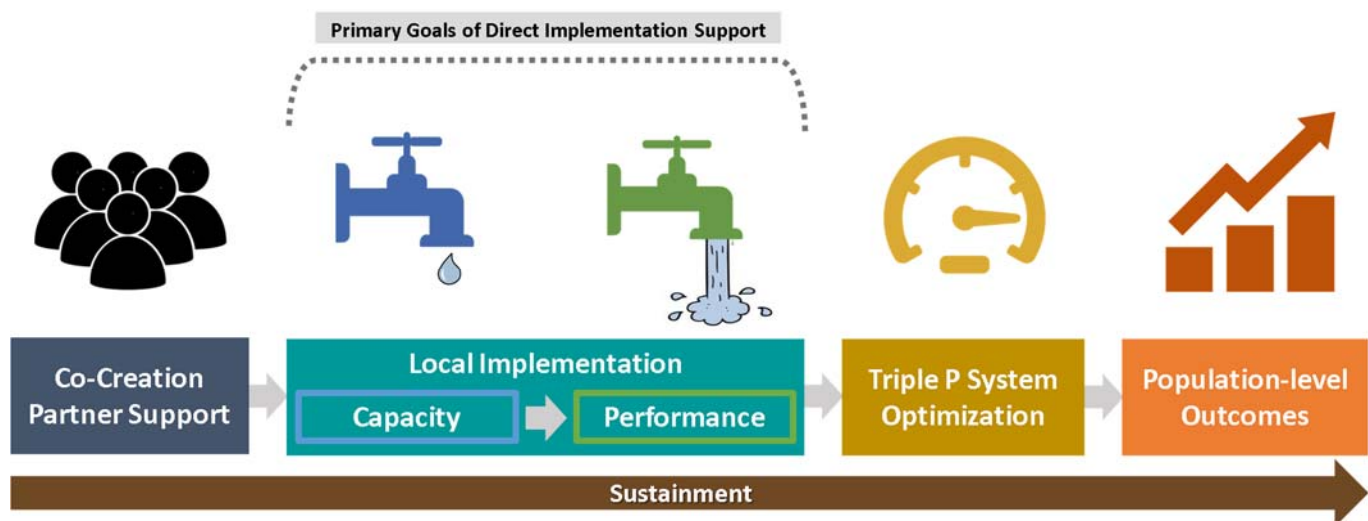 Primary Goals of Direct Implementation Support
Co-Creation
Partner Support
Local Implementation
Capacity
Performance
Triple P System
Optimization
Population-level
Outcomes
Sustainment